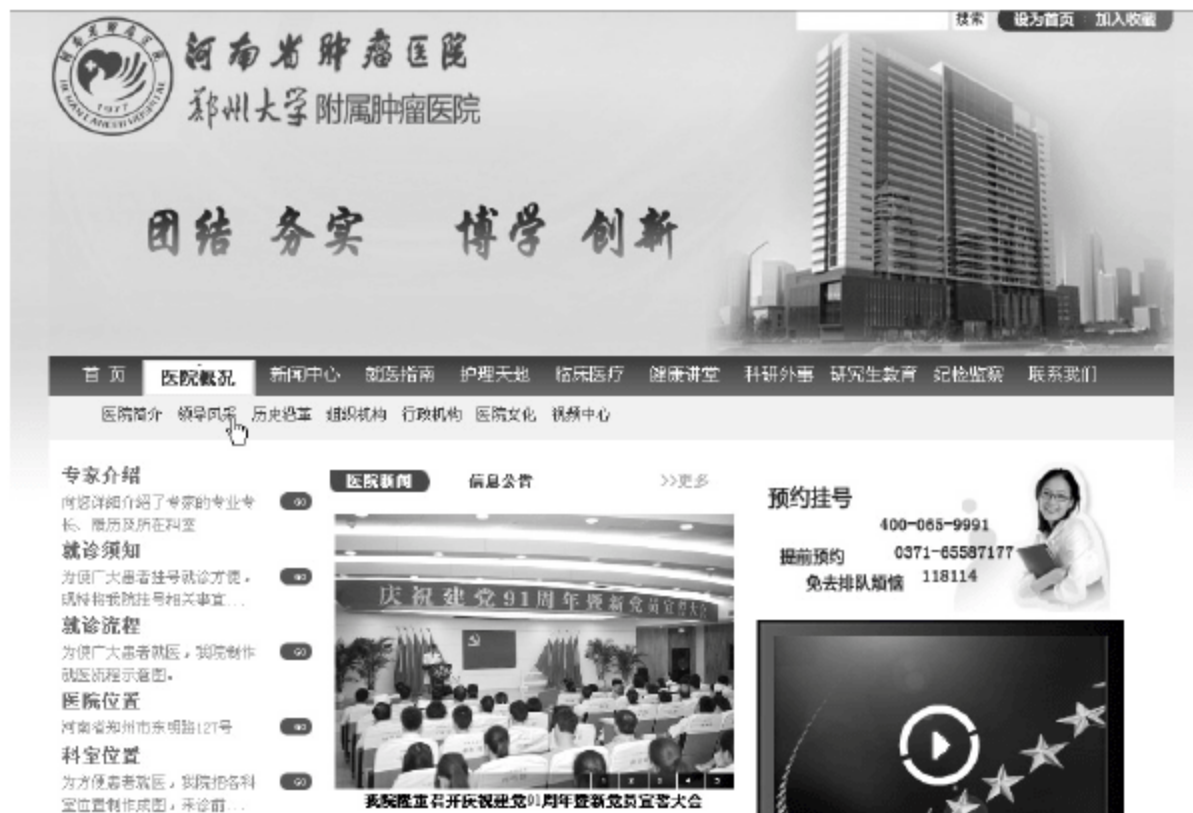 搜索 设为首页 加入收藏
河南省肿瘤医院
郑州大学附属肿瘤医院
1977
团结 务实 博学 创新
首 页 医院概况 新闻中心 就医指南 护理天地 临床医疗 健康讲堂 科研外事 研究生教育 纪检监察 联系我们
医院简介 领导风采 历史沿革 组织机构 行政机构 医院文化 视频中心
专家介绍
向您详细介绍了专家的专业专
长、履历及所在科室
GO
就诊须知
为使广大患者挂号就诊方便，
现特将我院挂号相关事宜...
GO
就诊流程
为使广大患者就医，我院制作
就医流程示意图。
GO
医院位置
河南省郑州市东明路127号
GO
科室位置
为方便患者就医，我院把各科
室位置制作成图，来诊前...
GO
医院新闻 信息公告 >>更多
庆祝建党91周年暨新党员宣誓大会
1 2 3 4 5
我院隆重召开庆祝建党91周年暨新党员宣誓大会
预约挂号
400-065-9991
提前预约 0371-65587177
免去排队烦恼 118114